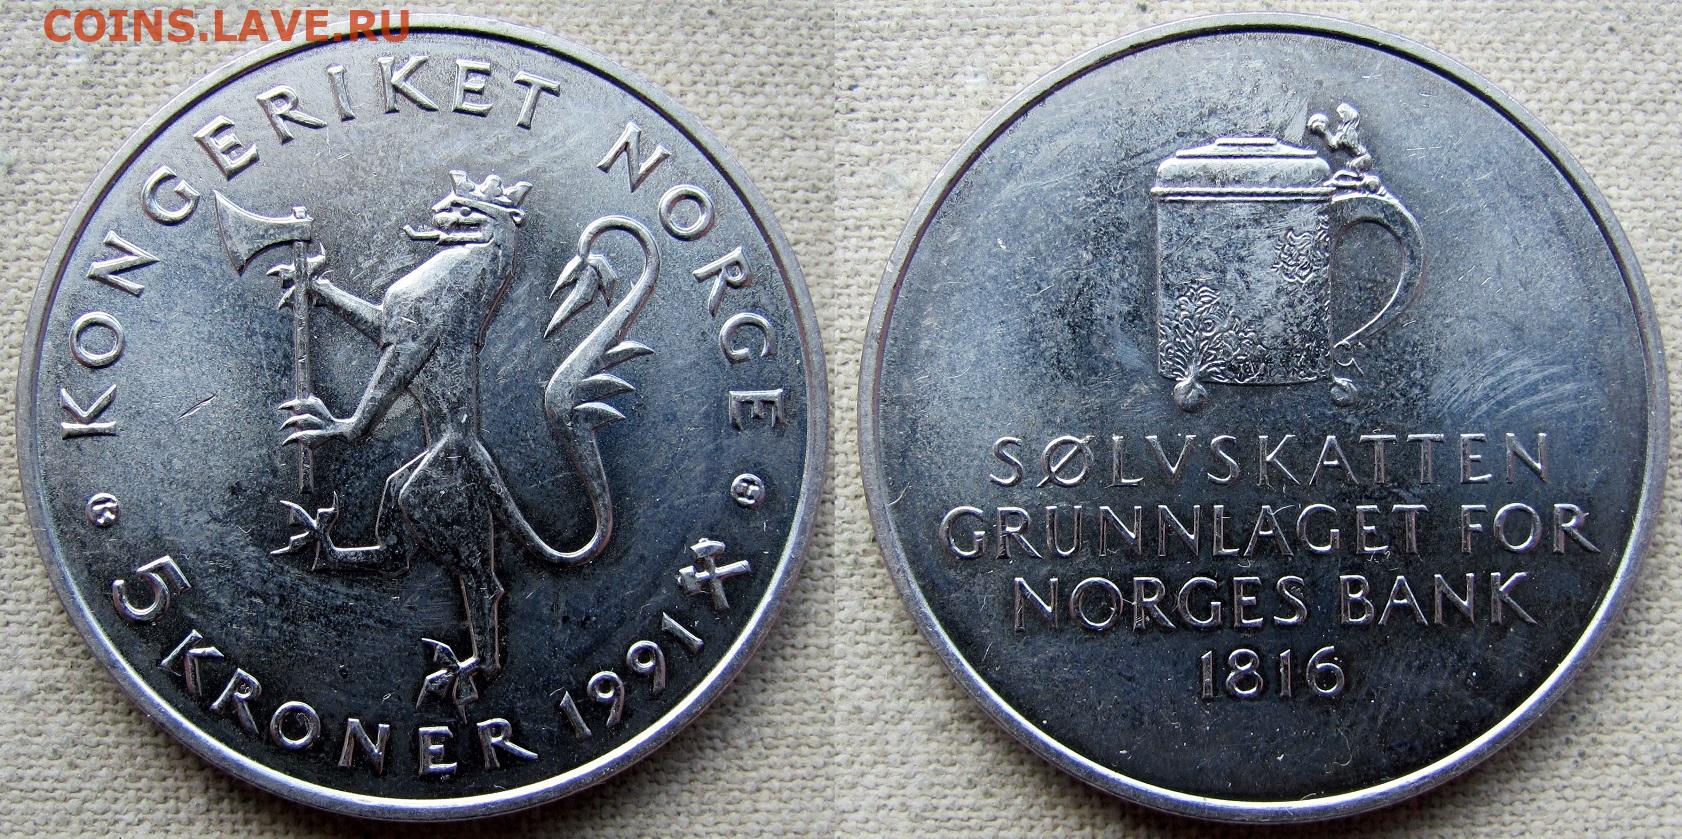 COINS.LAVE.RU
KONGERIKET NORGE
5 KRONER 1991
SØLVSKATTEN
GRUNNLAGET FOR
NORGES BANK
1816